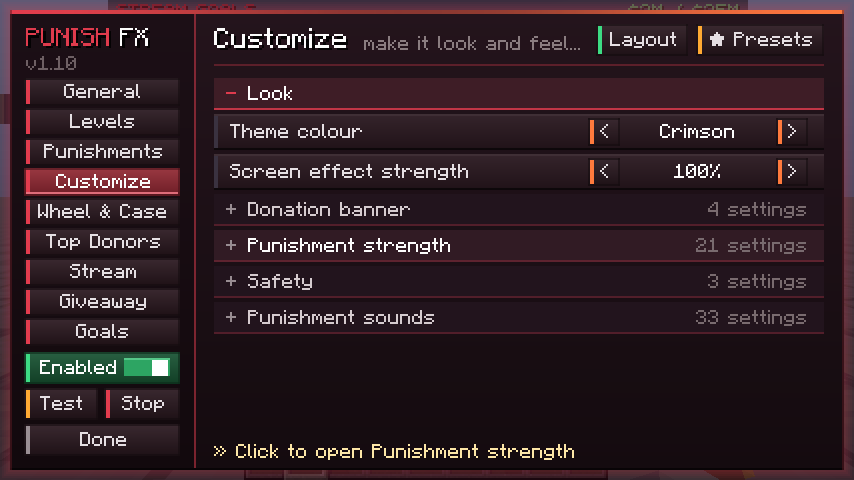 PUNISH FX
v1.10
General
Levels
Punishments
Customize
Wheel & Case
Top Donors
Stream
Giveaway
Goals
Enabled
Test Stop
Done
Customize make it look and feel... Layout ★ Presets
− Look
Theme colour < Crimson >
Screen effect strength < 100% >
+ Donation banner 4 settings
+ Punishment strength 21 settings
+ Safety 3 settings
+ Punishment sounds 33 settings
» Click to open Punishment strength